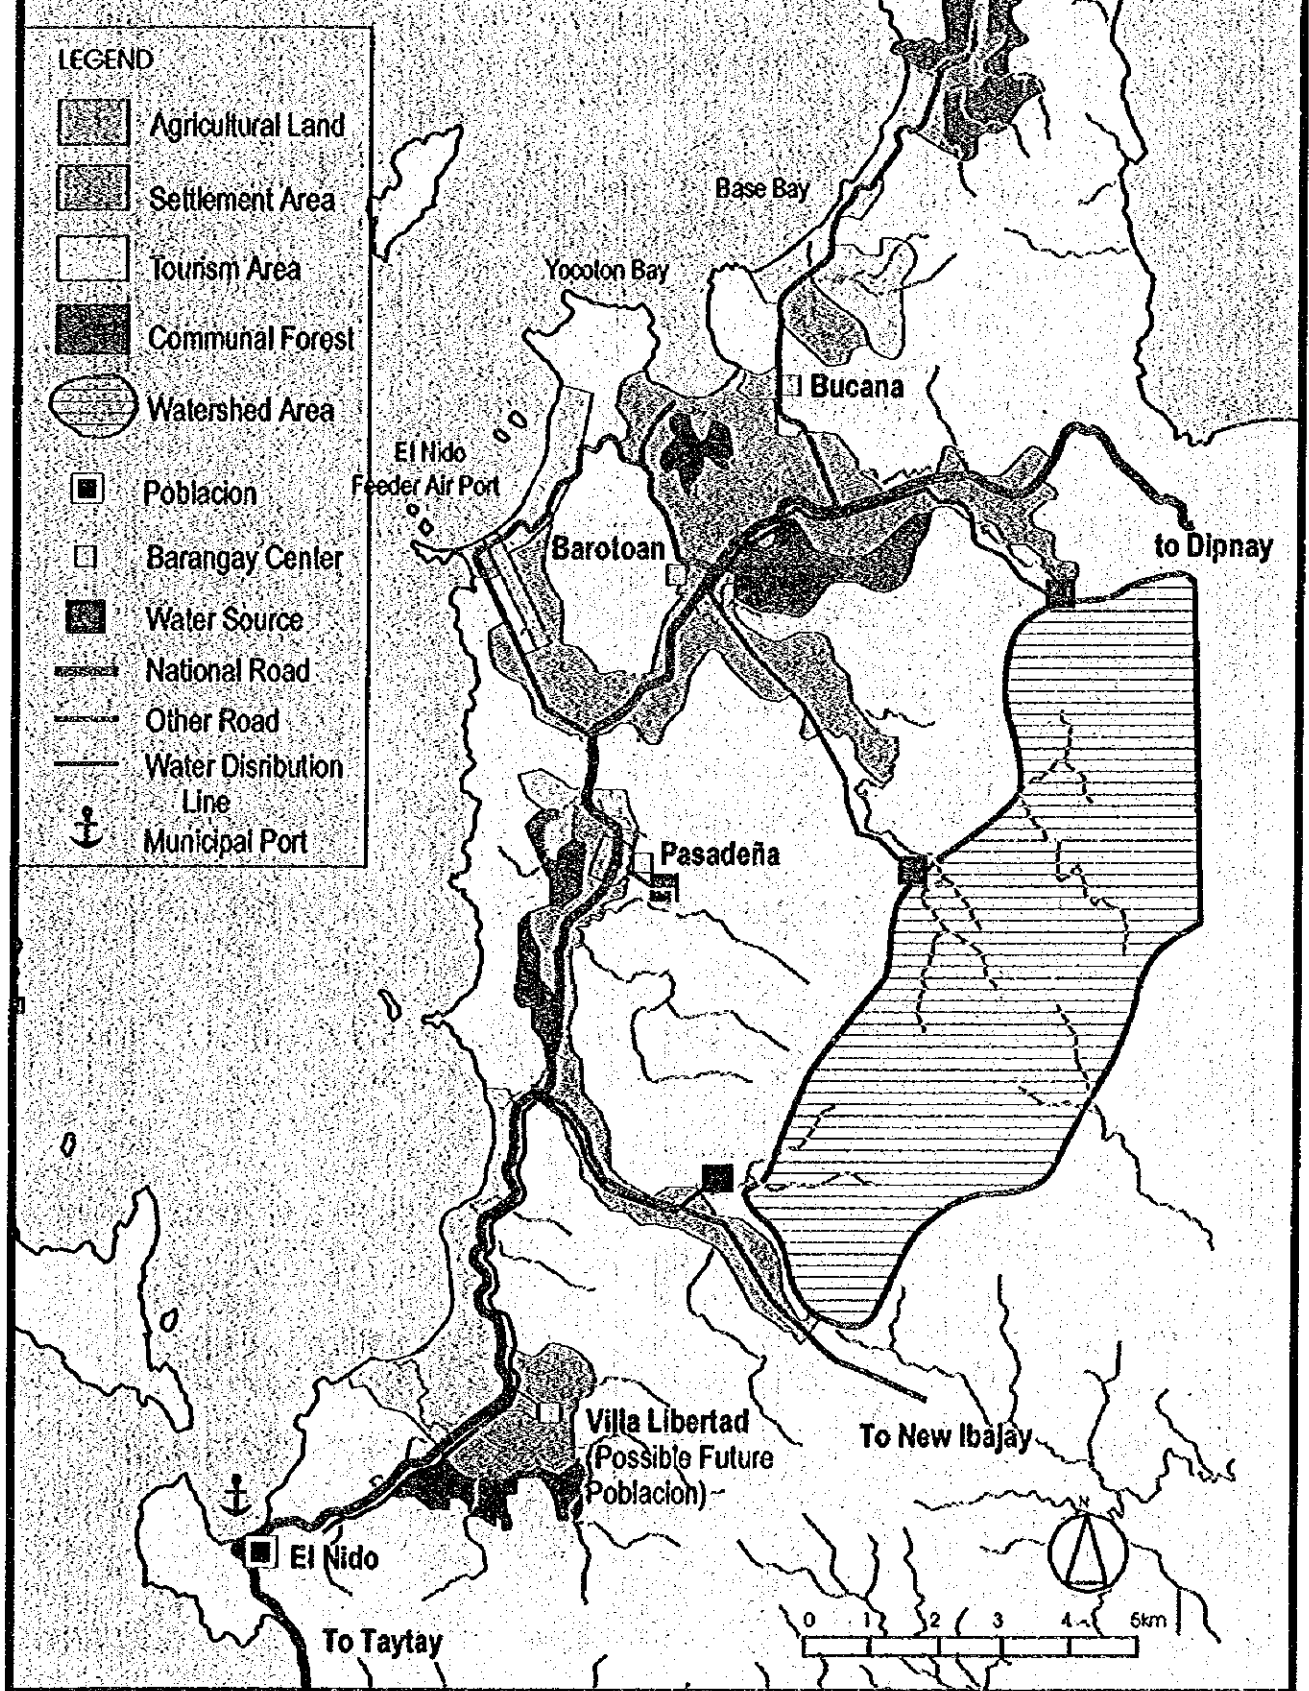 LEGEND
Agricultural Land
Settlement Area
Tourism Area
Communal Forest
Watershed Area
Poblacion
Barangay Center
Water Source
National Road
Other Road
Water Disribution
Line
Municipal Port
Base Bay
Yocoton Bay
Bucana
El Nido
Feeder Air Port
Barotoan
to Dipnay
Pasadeña
Villa Libertad
(Possible Future
Poblacion)
To New Ibajay
El Nido
To Taytay
N
0 1 2 3 4 5km